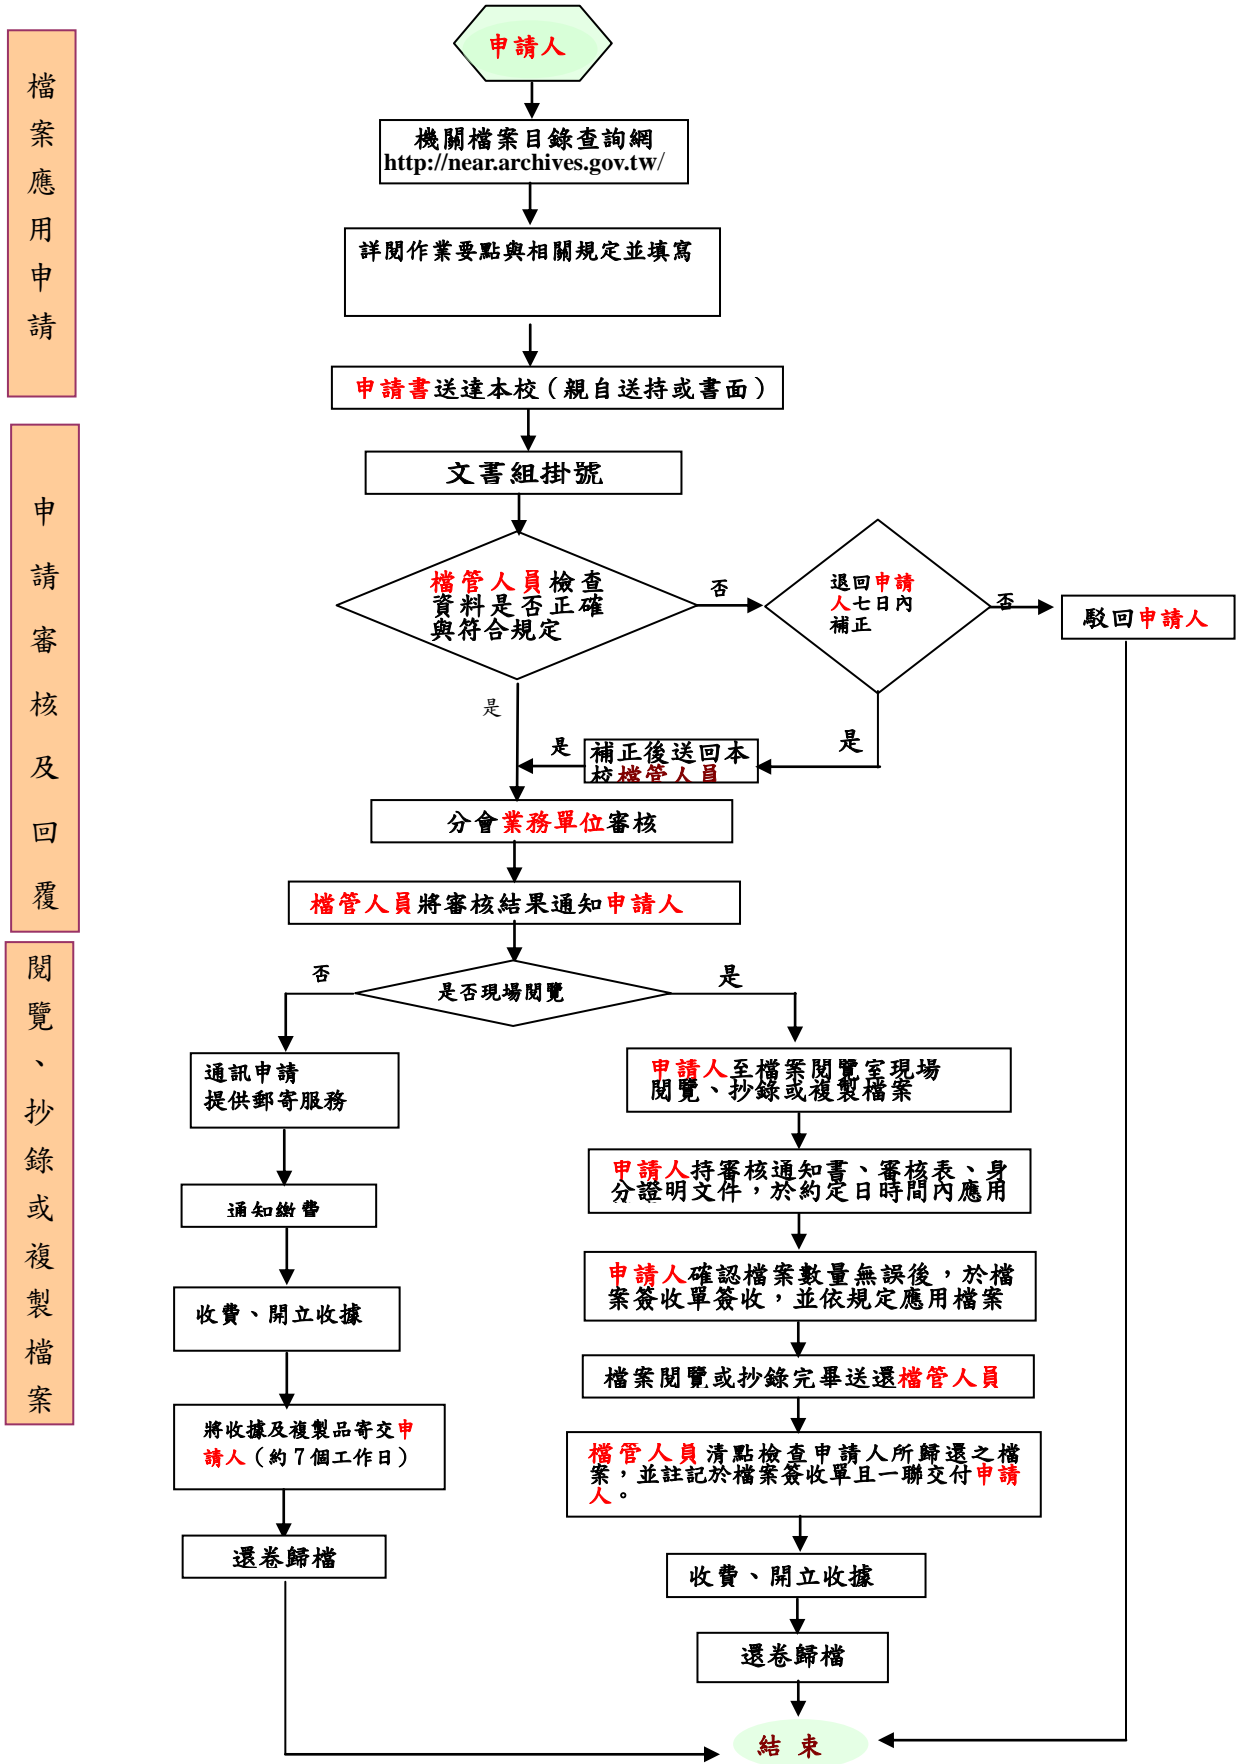 檔案應用申請
申請人
機關檔案目錄查詢網
http://near.archives.gov.tw/
詳閱作業要點與相關規定並填寫
申請書送達本校（親自送持或書面）
申請審核及回覆
文書組掛號
檔管人員檢查
資料是否正確
與符合規定
否
退回申請
人七日內
補正
否
駁回申請人
是
是
補正後送回本
校檔管人員
是
分會業務單位審核
檔管人員將審核結果通知申請人
閱覽、抄錄或複製檔案
否
是否現場閱覽
是
通訊申請
提供郵寄服務
通知繳費
收費、開立收據
將收據及複製品寄交申
請人（約7個工作日）
還卷歸檔
申請人至檔案閱覽室現場
閱覽、抄錄或複製檔案
申請人持審核通知書、審核表、身
分證明文件，於約定日時間內應用
申請人確認檔案數量無誤後，於檔
案簽收單簽收，並依規定應用檔案
檔案閱覽或抄錄完畢送還檔管人員
檔管人員清點檢查申請人所歸還之檔
案，並註記於檔案簽收單且一聯交付申請
人。
收費、開立收據
還卷歸檔
結束